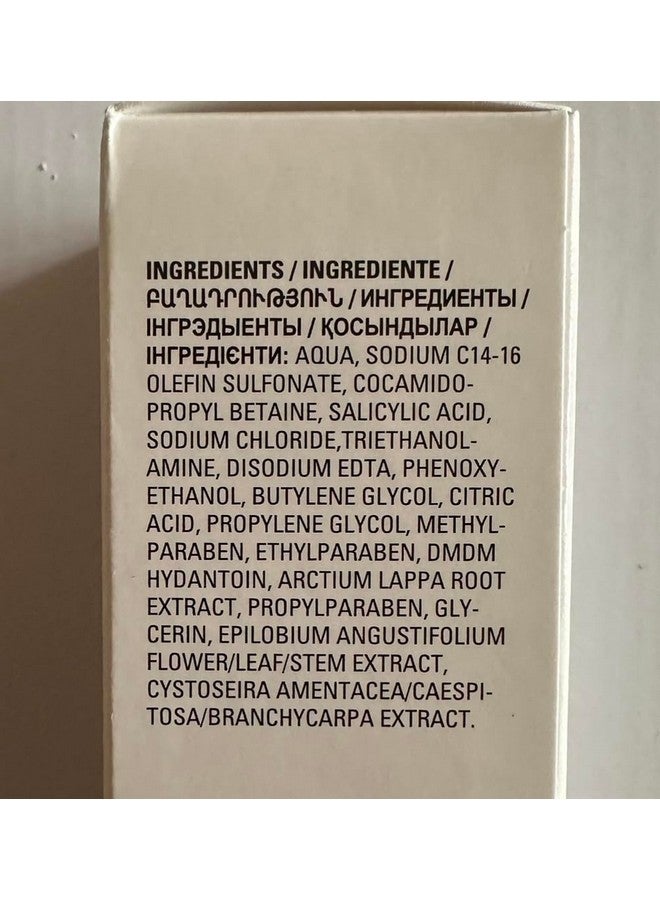 INGREDIENTS / INGREDIENTE /
ԲԱՂԱԴՐՈՒԹՅՈՒՆ / ИНГРЕДИЕНТЫ /
ІНГРЭДЫЕНТЫ / ҚОСЫНДЫЛАР /
ІНГРЕДІЄНТИ: AQUA, SODIUM C14-16
OLEFIN SULFONATE, COCAMIDO-
PROPYL BETAINE, SALICYLIC ACID,
SODIUM CHLORIDE,TRIETHANOL-
AMINE, DISODIUM EDTA, PHENOXY-
ETHANOL, BUTYLENE GLYCOL, CITRIC
ACID, PROPYLENE GLYCOL, METHYL-
PARABEN, ETHYLPARABEN, DMDM
HYDANTOIN, ARCTIUM LAPPA ROOT
EXTRACT, PROPYLPARABEN, GLY-
CERIN, EPILOBIUM ANGUSTIFOLIUM
FLOWER/LEAF/STEM EXTRACT,
CYSTOSEIRA AMENTACEA/CAESPI-
TOSA/BRANCHYCARPA EXTRACT.